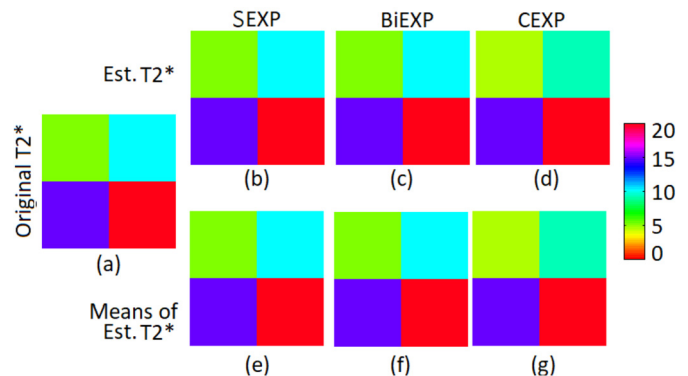 SEXP BiEXP CEXP
Est. T2*
Original T2*
(a)
(b) (c) (d)
20
15
10
5
0
Means of
Est. T2*
(e) (f) (g)